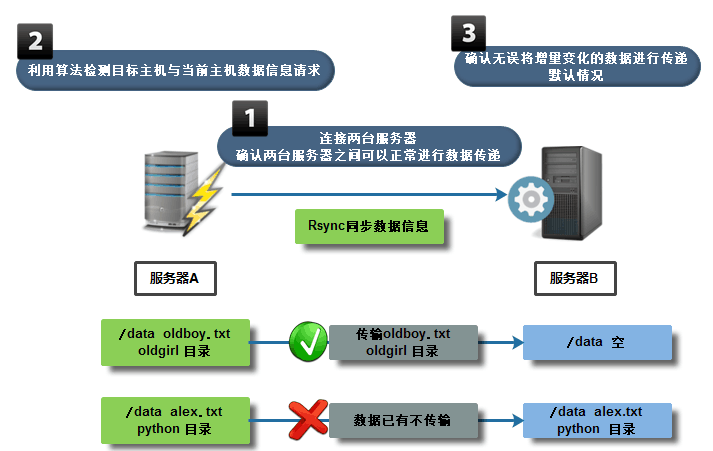 2
利用算法检测目标主机与当前主机数据信息请求
3
确认无误将增量变化的数据进行传递
默认情况
1
连接两台服务器
确认两台服务器之间可以正常进行数据传递
Rsync同步数据信息
服务器A
服务器B
/data oldboy.txt
oldgirl 目录
传输oldboy.txt
oldgirl 目录
/data 空
/data alex.txt
python 目录
数据已有不传输
/data alex.txt
python 目录